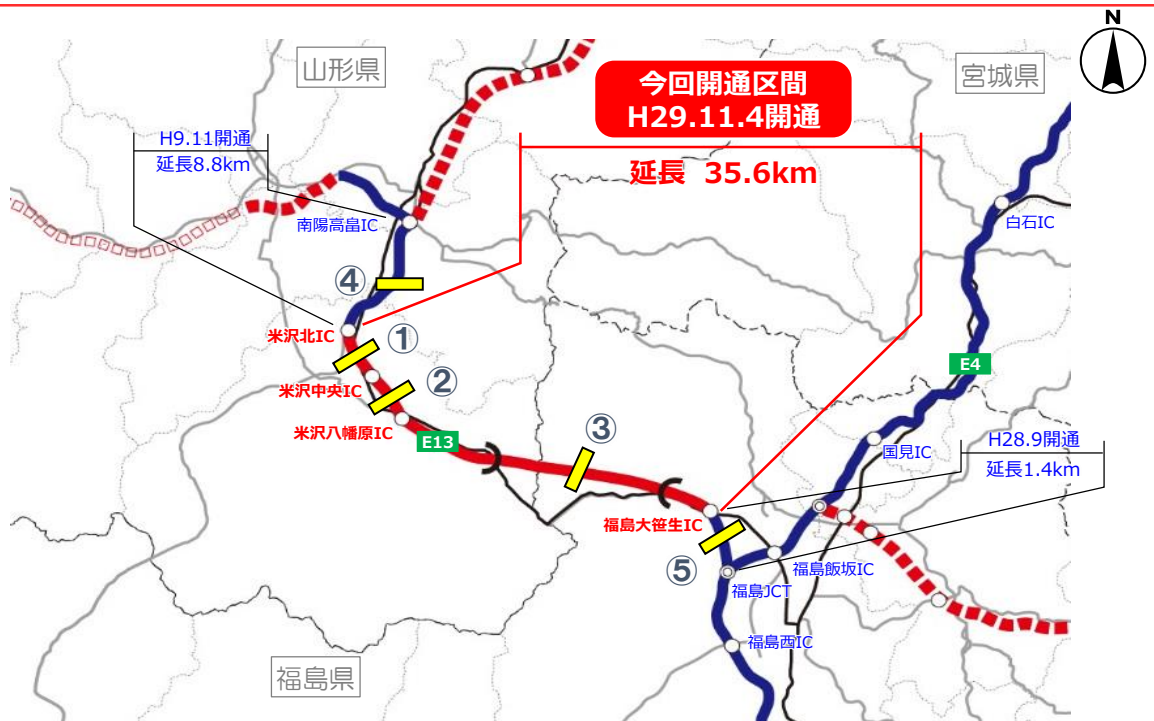 N
山形県
宮城県
今回開通区間
H29.11.4開通
延長 35.6km
H9.11開通
延長8.8km
南陽高畠IC
白石IC
④
米沢北IC
①
米沢中央IC
②
E4
米沢八幡原IC
E13
③
国見IC
H28.9開通
延長1.4km
福島大笹生IC
⑤
福島飯坂IC
福島JCT
福島西IC
福島県